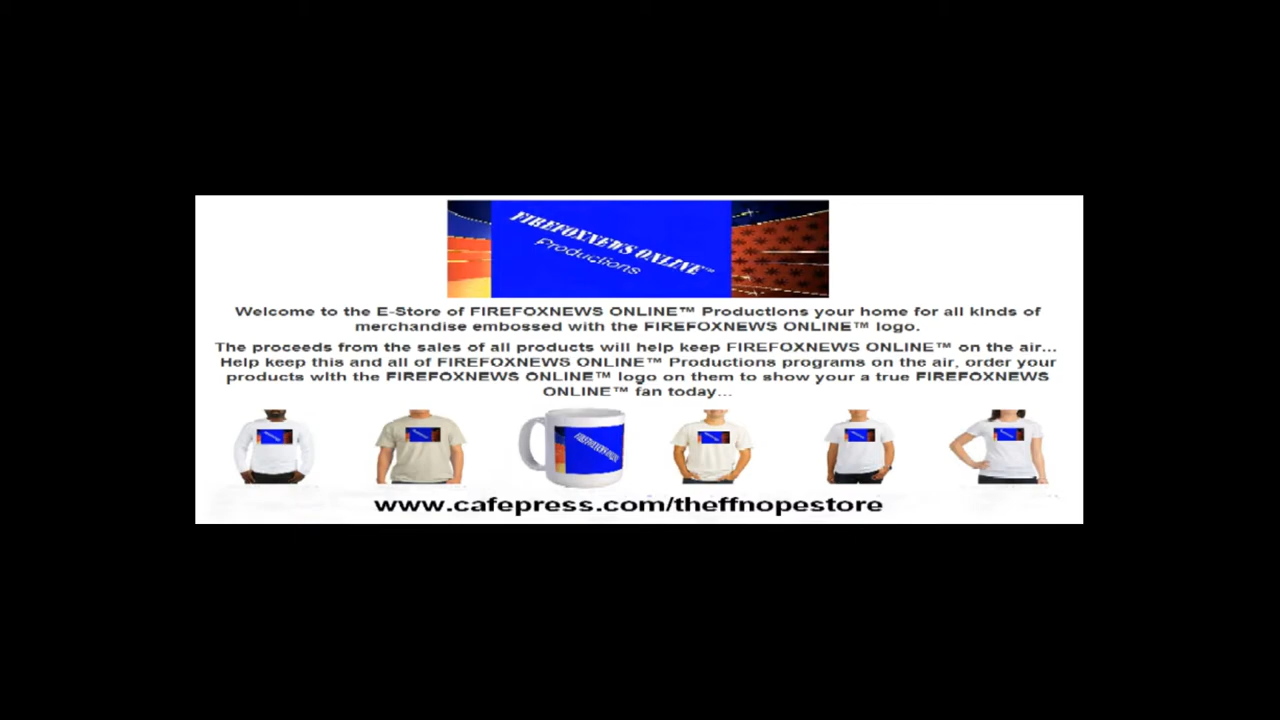 FIREFOXNEWS ONLINE™
Productions
Welcome to the E-Store of FIREFOXNEWS ONLINE™ Productions your home for all kinds of
merchandise embossed with the FIREFOXNEWS ONLINE™ logo.
The proceeds from the sales of all products will help keep FIREFOXNEWS ONLINE™ on the air...
Help keep this and all of FIREFOXNEWS ONLINE™ Productions programs on the air, order your
products with the FIREFOXNEWS ONLINE™ logo on them to show your a true FIREFOXNEWS
ONLINE™ fan today...
FIREFOXNEWS ONLINE
www.cafepress.com/theffnopestore